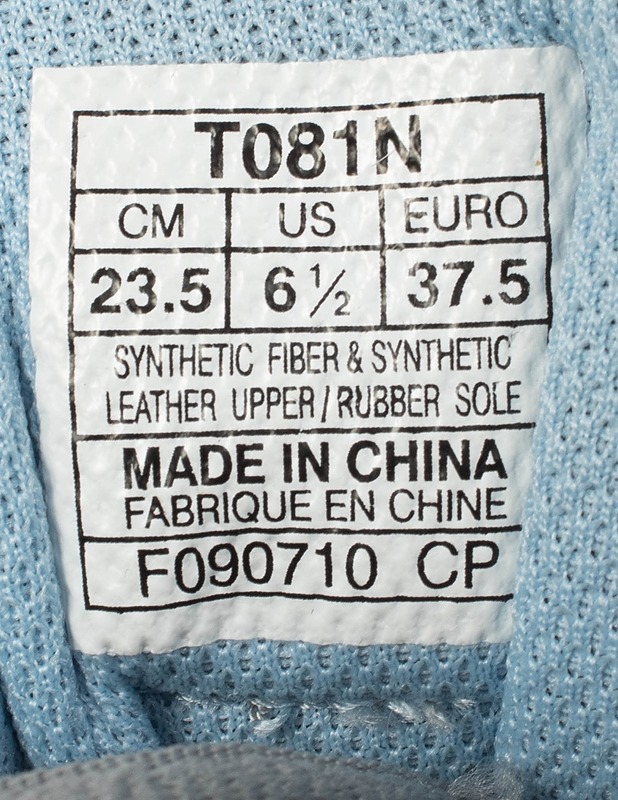 T081N
CM US EURO
23.5 6½ 37.5
SYNTHETIC FIBER & SYNTHETIC
LEATHER UPPER / RUBBER SOLE
MADE IN CHINA
FABRIQUE EN CHINE
F090710 CP